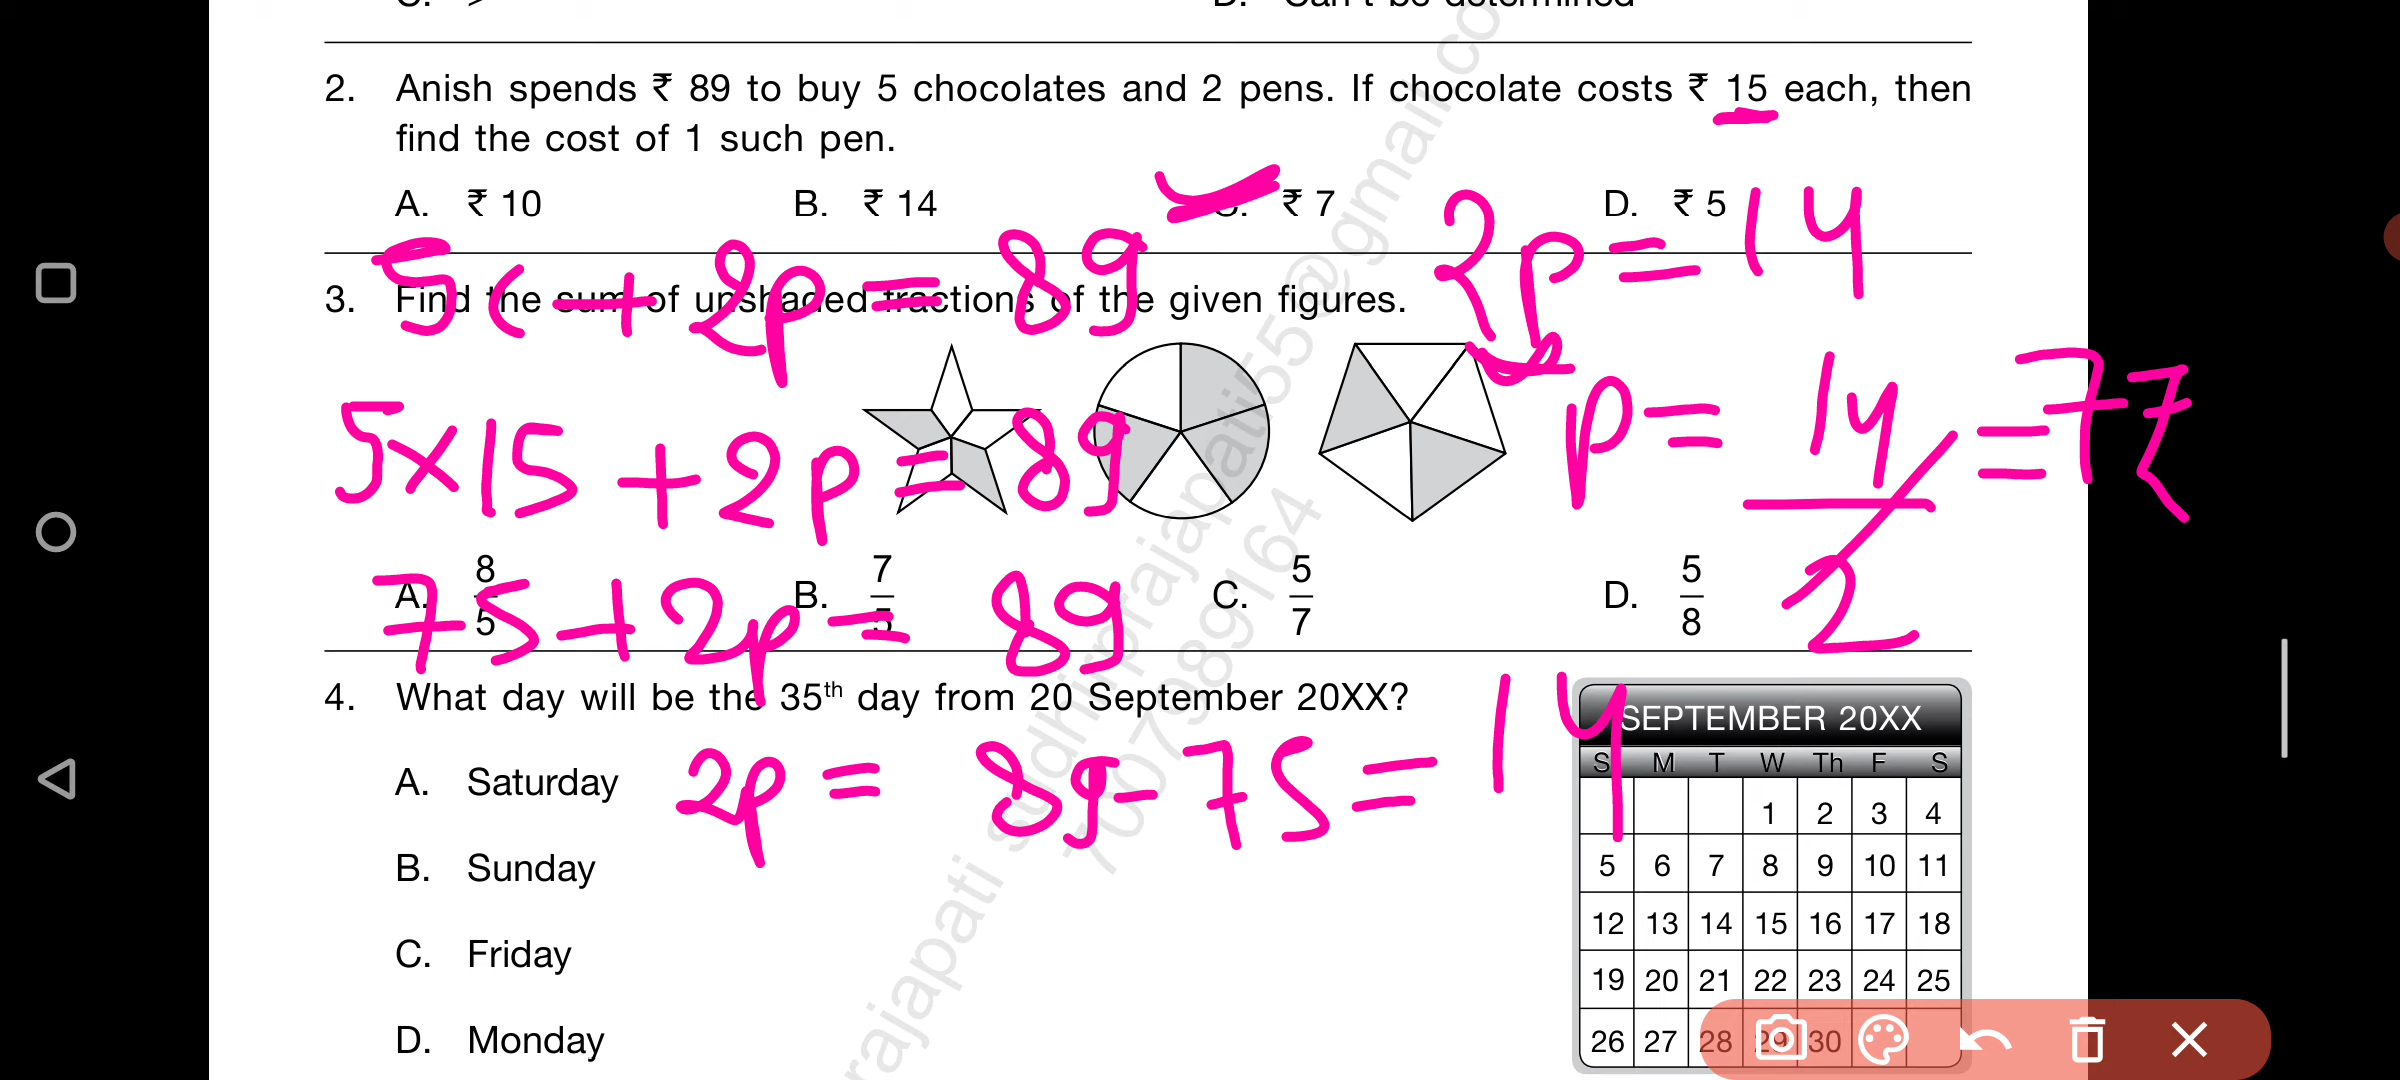 2. Anish spends ₹ 89 to buy 5 chocolates and 2 pens. If chocolate costs ₹ 15 each, then
find the cost of 1 such pen.
A. ₹ 10 B. ₹ 14 C. ₹ 7 D. ₹ 5
2p = 14
5c + 2p = 89
3. Find the sum of unshaded fractions of the given figures.
p = 14/2 = 7 ₹
5×15 + 2p = 89
A. 8/5 B. 7/5 C. 5/7 D. 5/8
75 + 2p = 89
4. What day will be the 35th day from 20 September 20XX?
2p = 89 - 75 = 14
A. Saturday
B. Sunday
C. Friday
D. Monday
SEPTEMBER 20XX
S M T W Th F S
1 2 3 4
5 6 7 8 9 10 11
12 13 14 15 16 17 18
19 20 21 22 23 24 25
26 27 28 29 30
rajapati sudhirprajapati55@gmail.co
7007989164